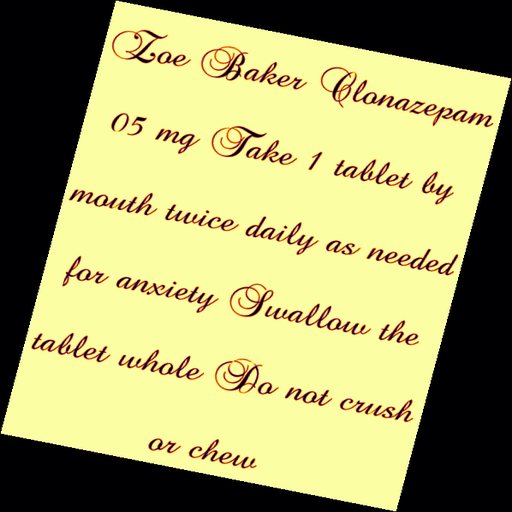 Zoe Baker Clonazepam
05 mg Take 1 tablet by
mouth twice daily as needed
for anxiety Swallow the
tablet whole Do not crush
or chew